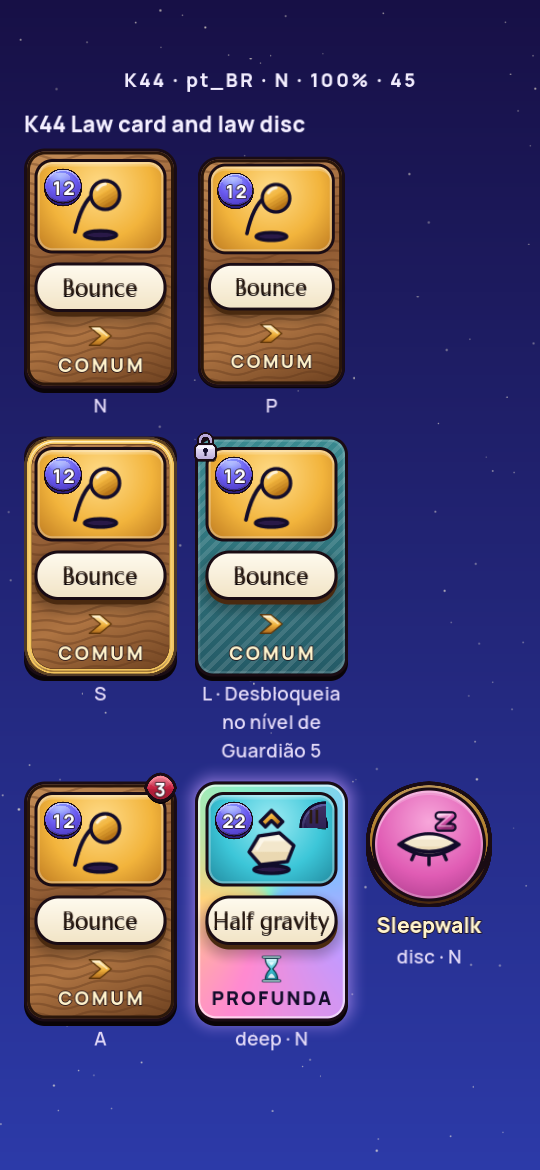 K44 · pt_BR · N · 100% · 45
K44 Law card and law disc
12
12
Bounce
Bounce
COMUM
COMUM
N
P
12
12
Bounce
Bounce
COMUM
COMUM
S
L · Desbloqueia
no nível de
Guardião 5
3
12
22
Z
Bounce
Half gravity
Sleepwalk
disc · N
COMUM
PROFUNDA
A
deep · N